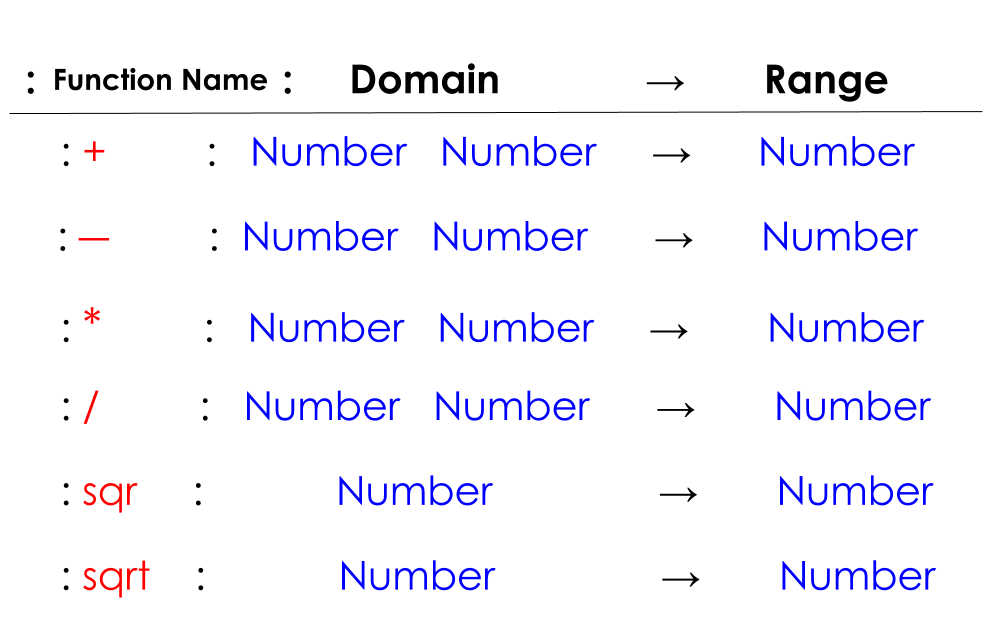 : Function Name : Domain → Range
: + : Number Number → Number
: — : Number Number → Number
: * : Number Number → Number
: / : Number Number → Number
: sqr : Number → Number
: sqrt : Number → Number